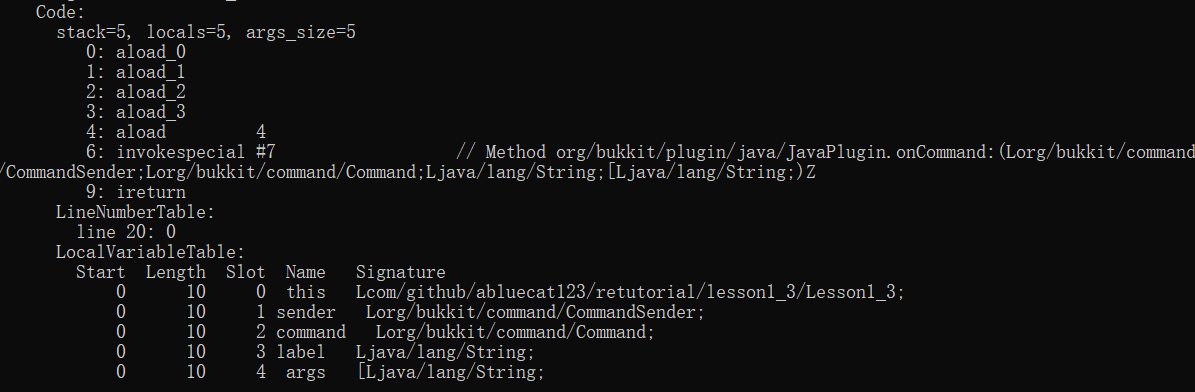 Code:
stack=5, locals=5, args_size=5
0: aload_0
1: aload_1
2: aload_2
3: aload_3
4: aload 4
6: invokespecial #7 // Method org/bukkit/plugin/java/JavaPlugin.onCommand:(Lorg/bukkit/command
/CommandSender;Lorg/bukkit/command/Command;Ljava/lang/String;[Ljava/lang/String;)Z
9: ireturn
LineNumberTable:
line 20: 0
LocalVariableTable:
Start Length Slot Name Signature
0 10 0 this Lcom/github/abluecat123/retutorial/lesson1_3/Lesson1_3;
0 10 1 sender Lorg/bukkit/command/CommandSender;
0 10 2 command Lorg/bukkit/command/Command;
0 10 3 label Ljava/lang/String;
0 10 4 args [Ljava/lang/String;